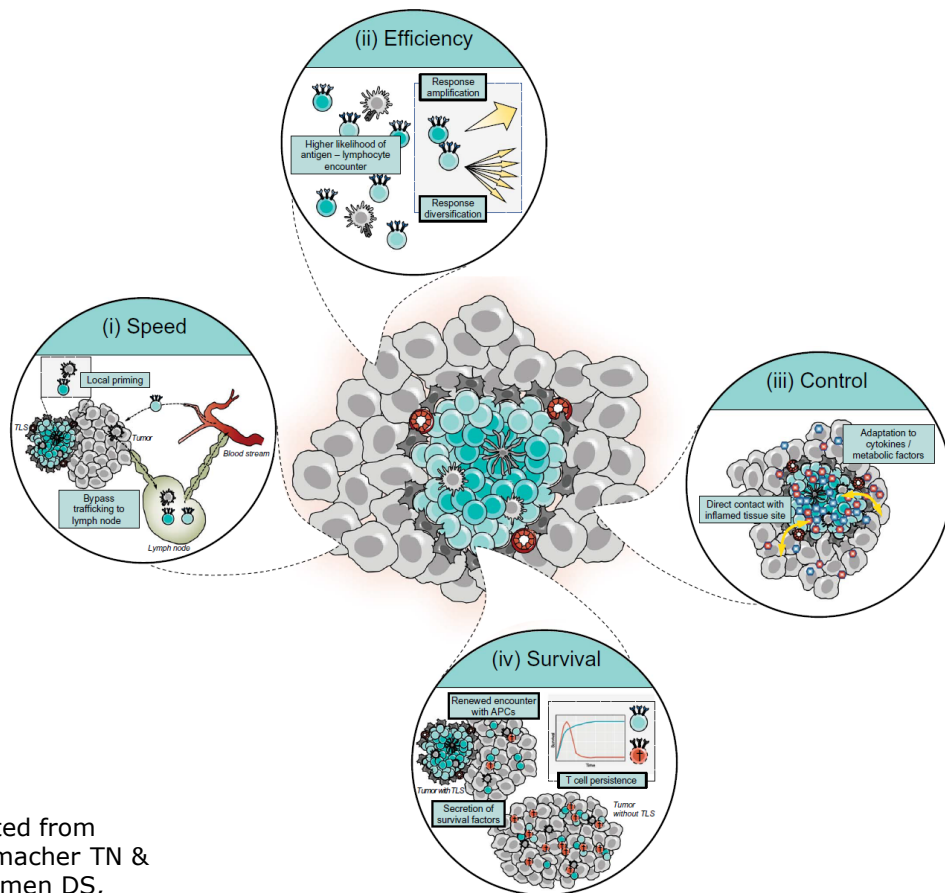 (ii) Efficiency
Response
amplification
Higher likelihood of
antigen – lymphocyte
encounter
Response
diversification
(i) Speed
Local priming
TLS
Tumor
Blood stream
Bypass
trafficking to
lymph node
Lymph node
(iii) Control
Adaptation to
cytokines /
metabolic factors
Direct contact with
inflamed tissue site
(iv) Survival
Renewed encounter
with APCs
Survival
Time
T cell persistence
Tumor with TLS
Secretion of
survival factors
Tumor
without TLS
ted from
macher TN &
men DS,